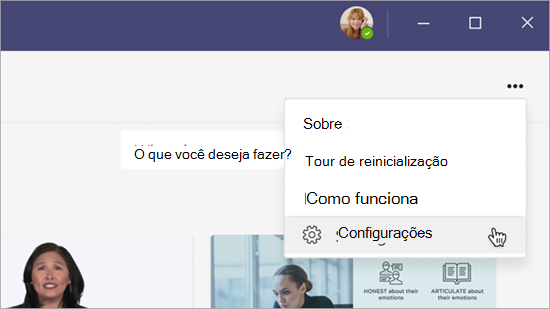 Sobre
O que você deseja fazer?
Tour de reinicialização
Como funciona
Configurações
HONEST about their emotions
ARTICULATE about their emotions